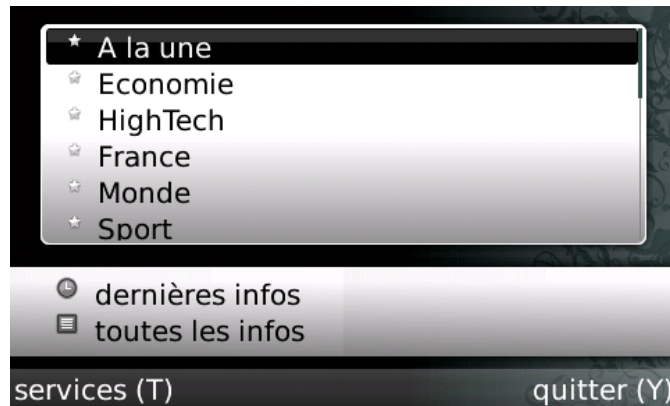 A la une
Economie
HighTech
France
Monde
Sport
dernières infos
toutes les infos
services (T)
quitter (Y)